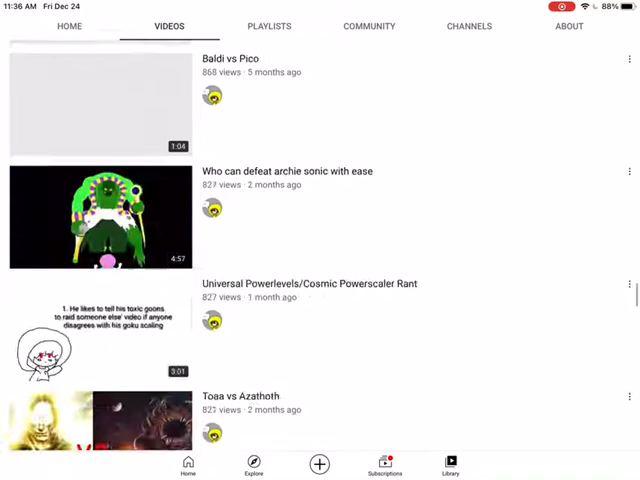 11:36 AM Fri Dec 24
88%
HOME VIDEOS PLAYLISTS COMMUNITY CHANNELS ABOUT
1:04
Baldi vs Pico
868 views · 5 months ago
4:57
Who can defeat archie sonic with ease
827 views · 2 months ago
1. He likes to tell his toxic goons
to raid someone else' video if anyone
disagrees with his goku scaling
3:01
Universal Powerlevels/Cosmic Powerscaler Rant
827 views · 1 month ago
VS
Toaa vs Azathoth
821 views · 2 months ago
Home Explore Subscriptions Library